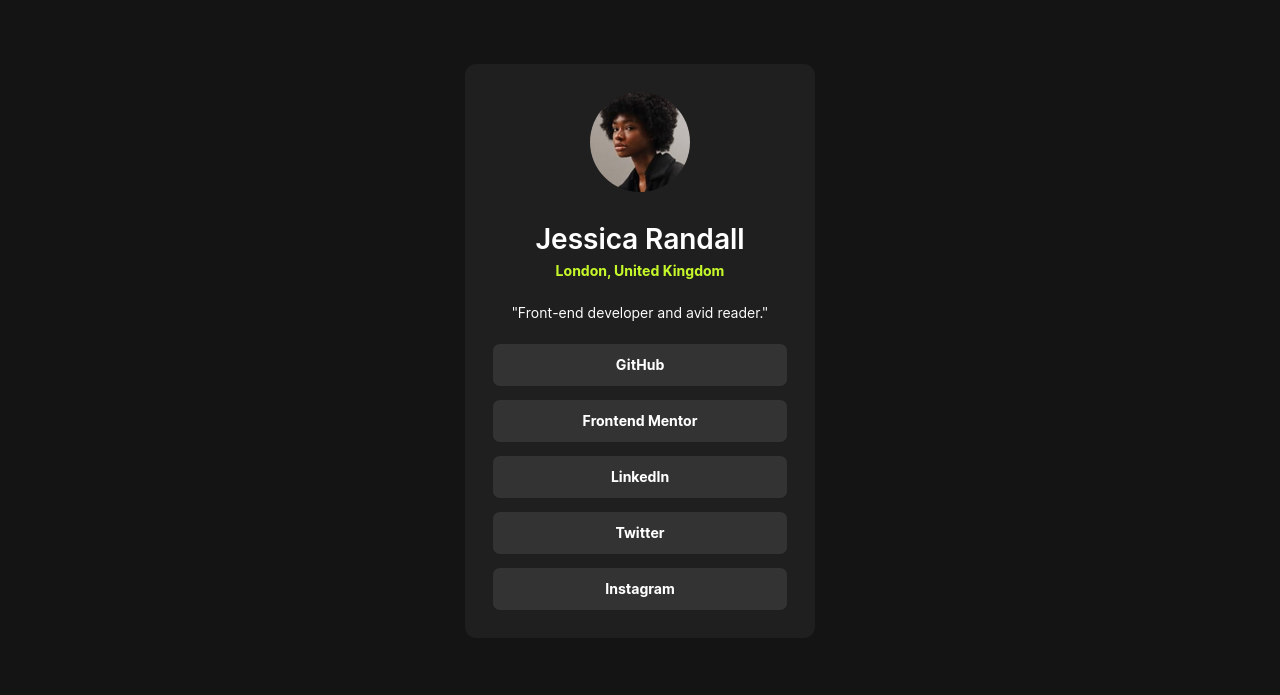 Jessica Randall
London, United Kingdom
"Front-end developer and avid reader."
GitHub
Frontend Mentor
LinkedIn
Twitter
Instagram